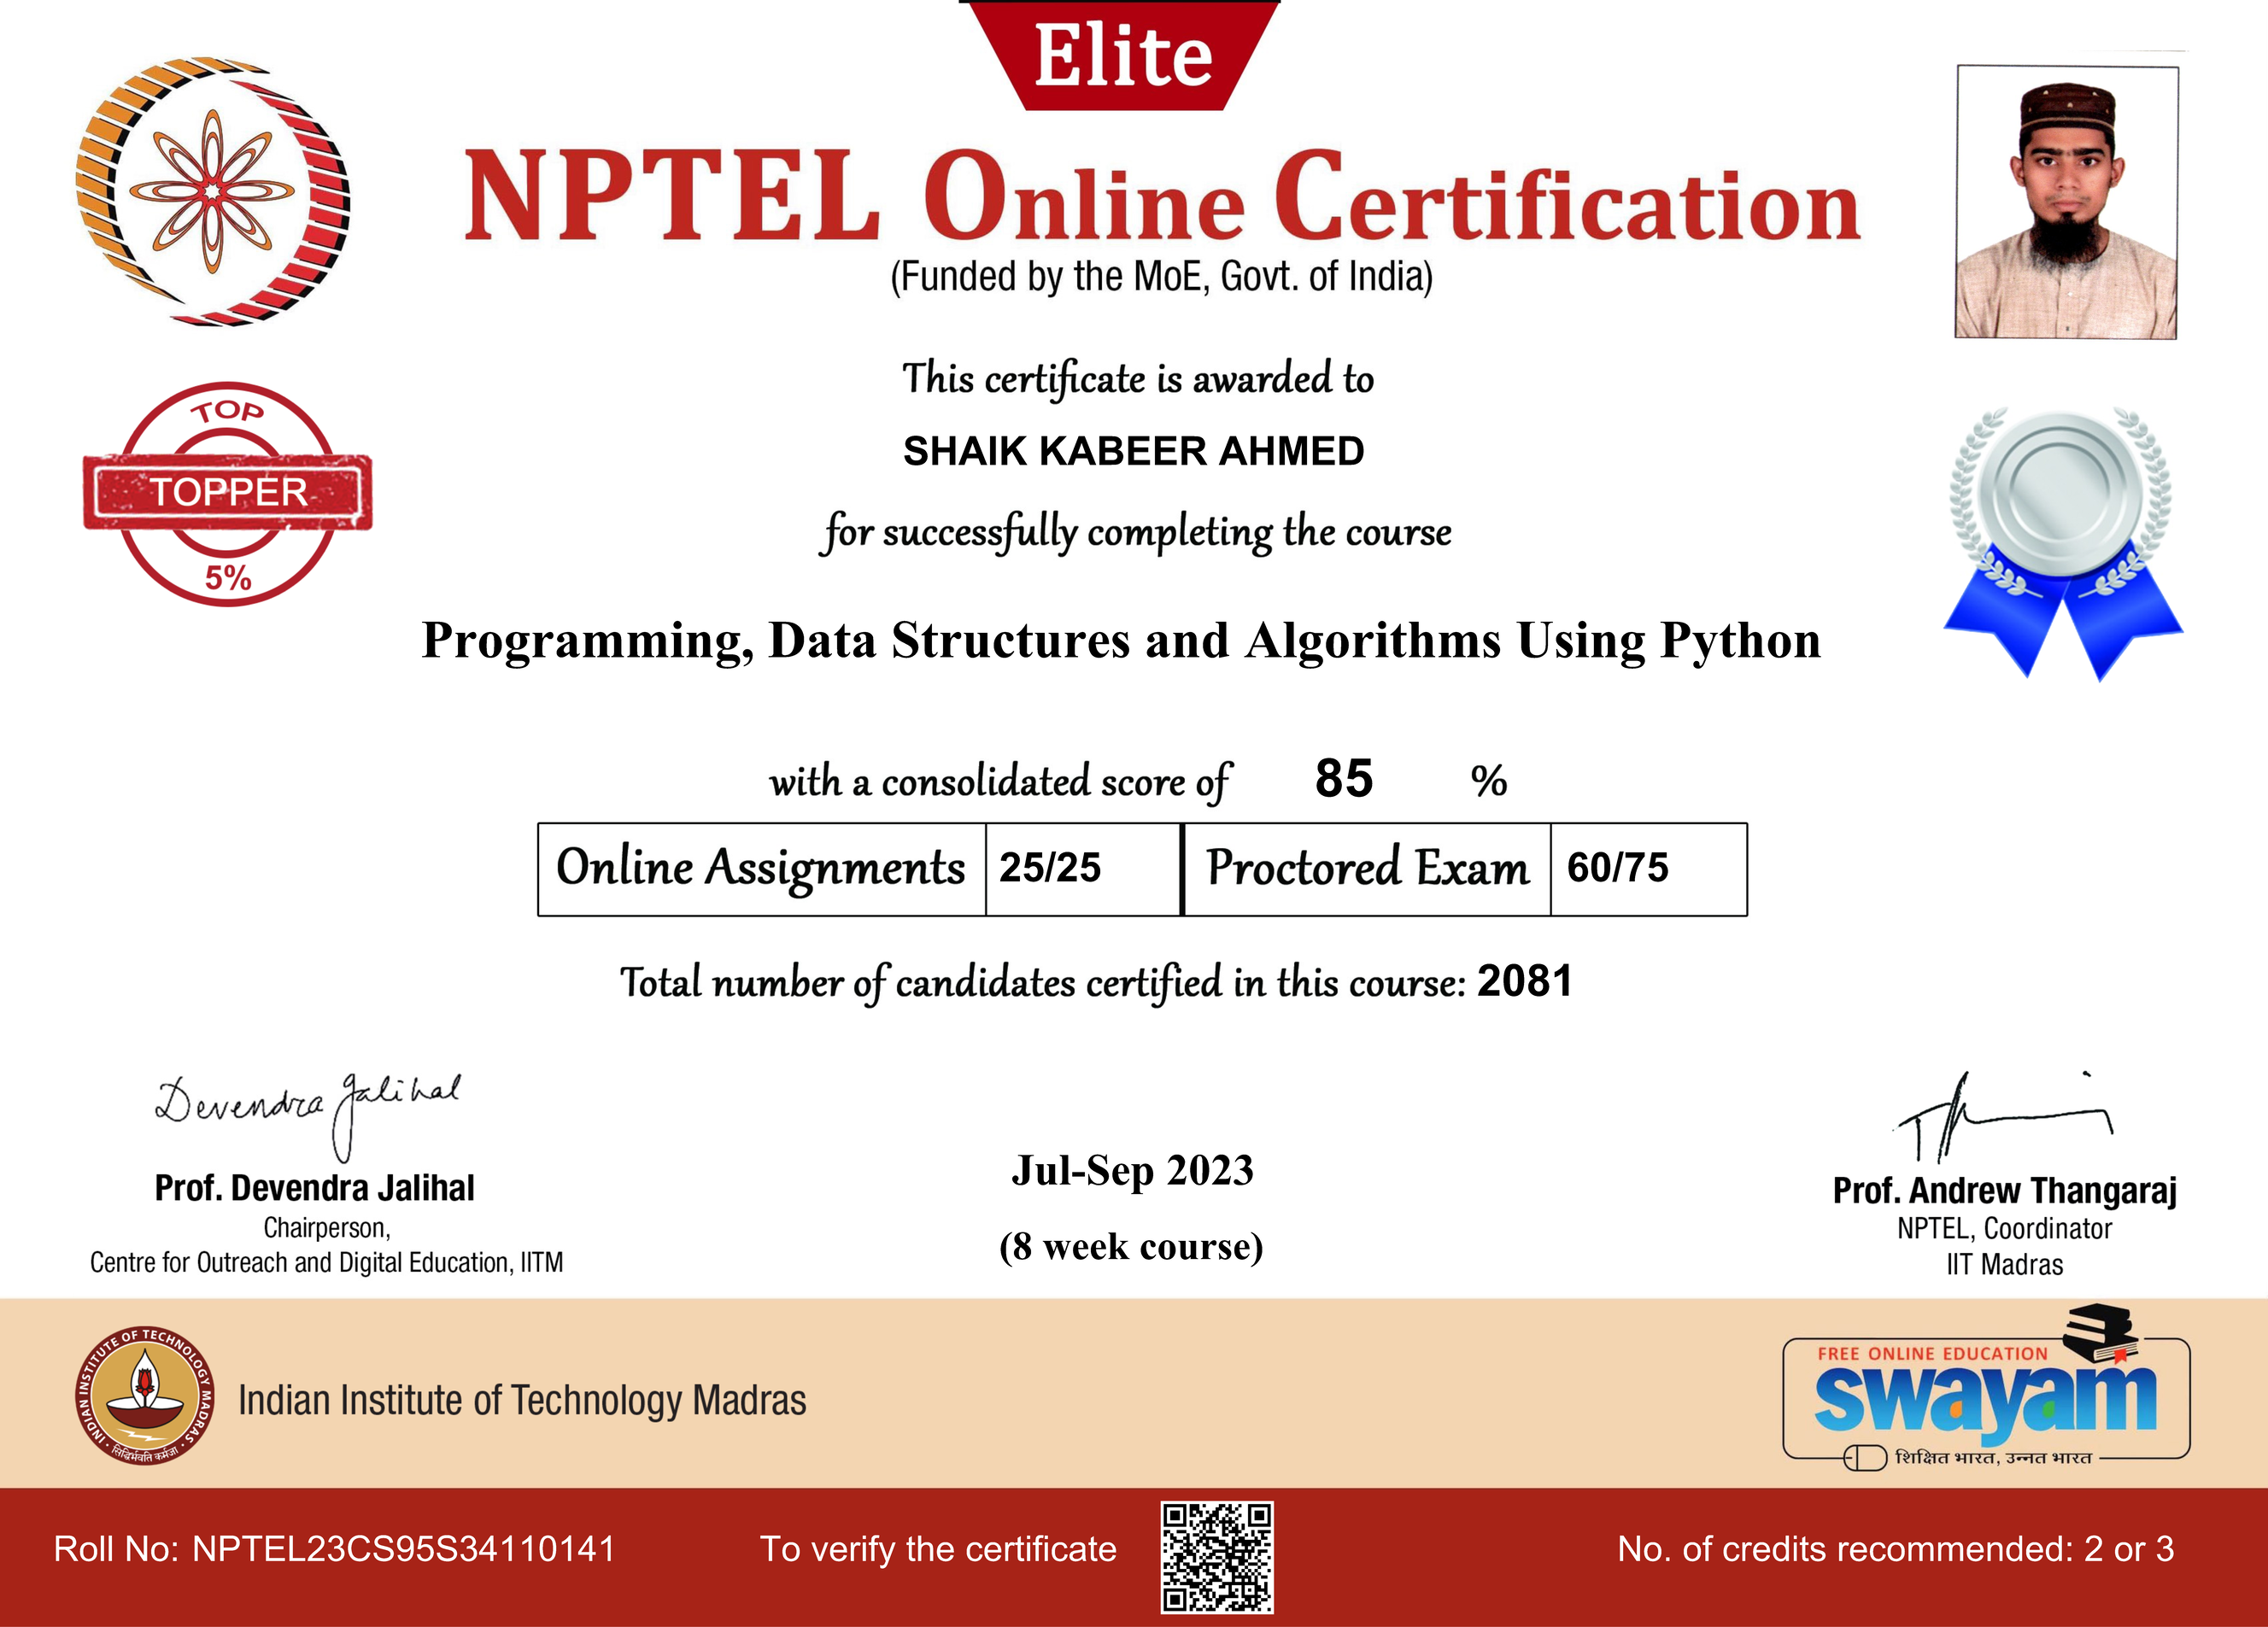 Elite
NPTEL Online Certification
(Funded by the MoE, Govt. of India)
This certificate is awarded to
SHAIK KABEER AHMED
for successfully completing the course
TOP
TOPPER
5%
Programming, Data Structures and Algorithms Using Python
with a consolidated score of 85 %
Online Assignments 25/25 Proctored Exam 60/75
Total number of candidates certified in this course: 2081
Devendra Jalihal
Prof. Devendra Jalihal
Chairperson,
Centre for Outreach and Digital Education, IITM
Jul-Sep 2023
(8 week course)
Prof. Andrew Thangaraj
NPTEL, Coordinator
IIT Madras
INDIAN INSTITUTE OF TECHNOLOGY MADRAS
सिद्धिर्भवति कर्मजा
Indian Institute of Technology Madras
FREE ONLINE EDUCATION
swayam
शिक्षित भारत, उन्नत भारत
Roll No: NPTEL23CS95S34110141
To verify the certificate
No. of credits recommended: 2 or 3